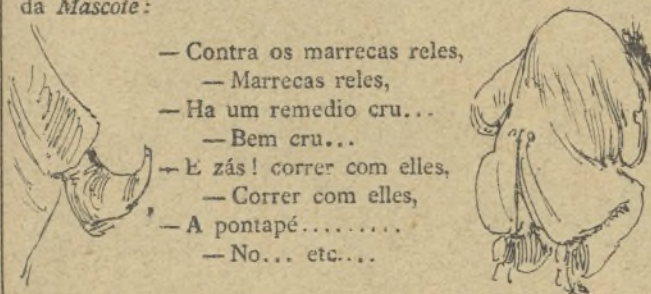 da Mascote:
— Contra os marrecas reles,
— Marrecas reles,
— Ha um remedio cru...
— Bem cru...
— E zás! correr com elles,
— Correr com elles,
— A pontapé.........
— No... etc....